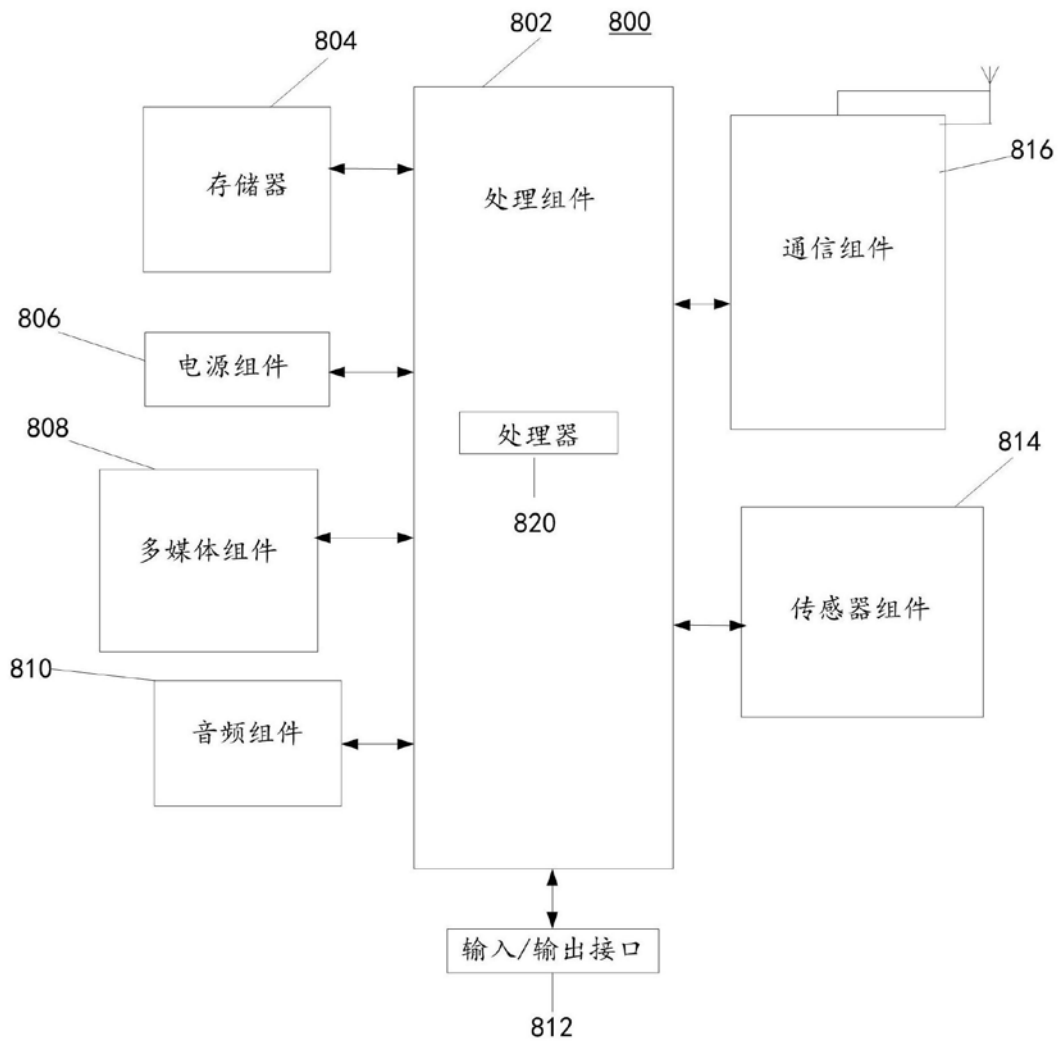 802
800
804
存储器
处理组件
816
通信组件
806
电源组件
808
处理器
820
814
多媒体组件
传感器组件
810
音频组件
输入/输出接口
812